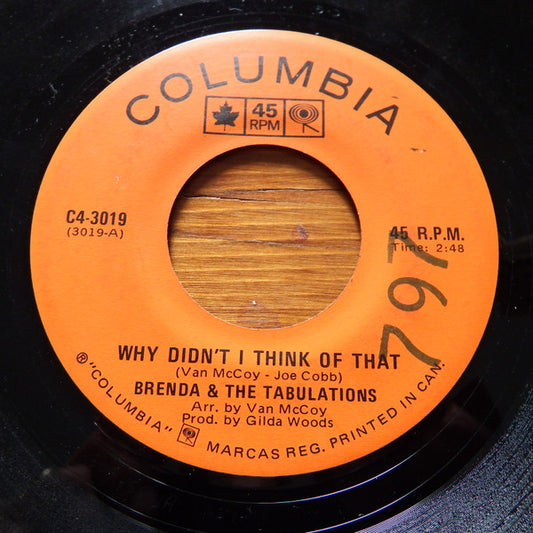 COLUMBIA
45
RPM
C4-3019
(3019-A)
45 R.P.M.
Time: 2:48
797
WHY DIDN'T I THINK OF THAT
(Van McCoy - Joe Cobb)
BRENDA & THE TABULATIONS
Arr. by Van McCoy
Prod. by Gilda Woods
® "COLUMBIA" MARCAS REG. PRINTED IN CAN.